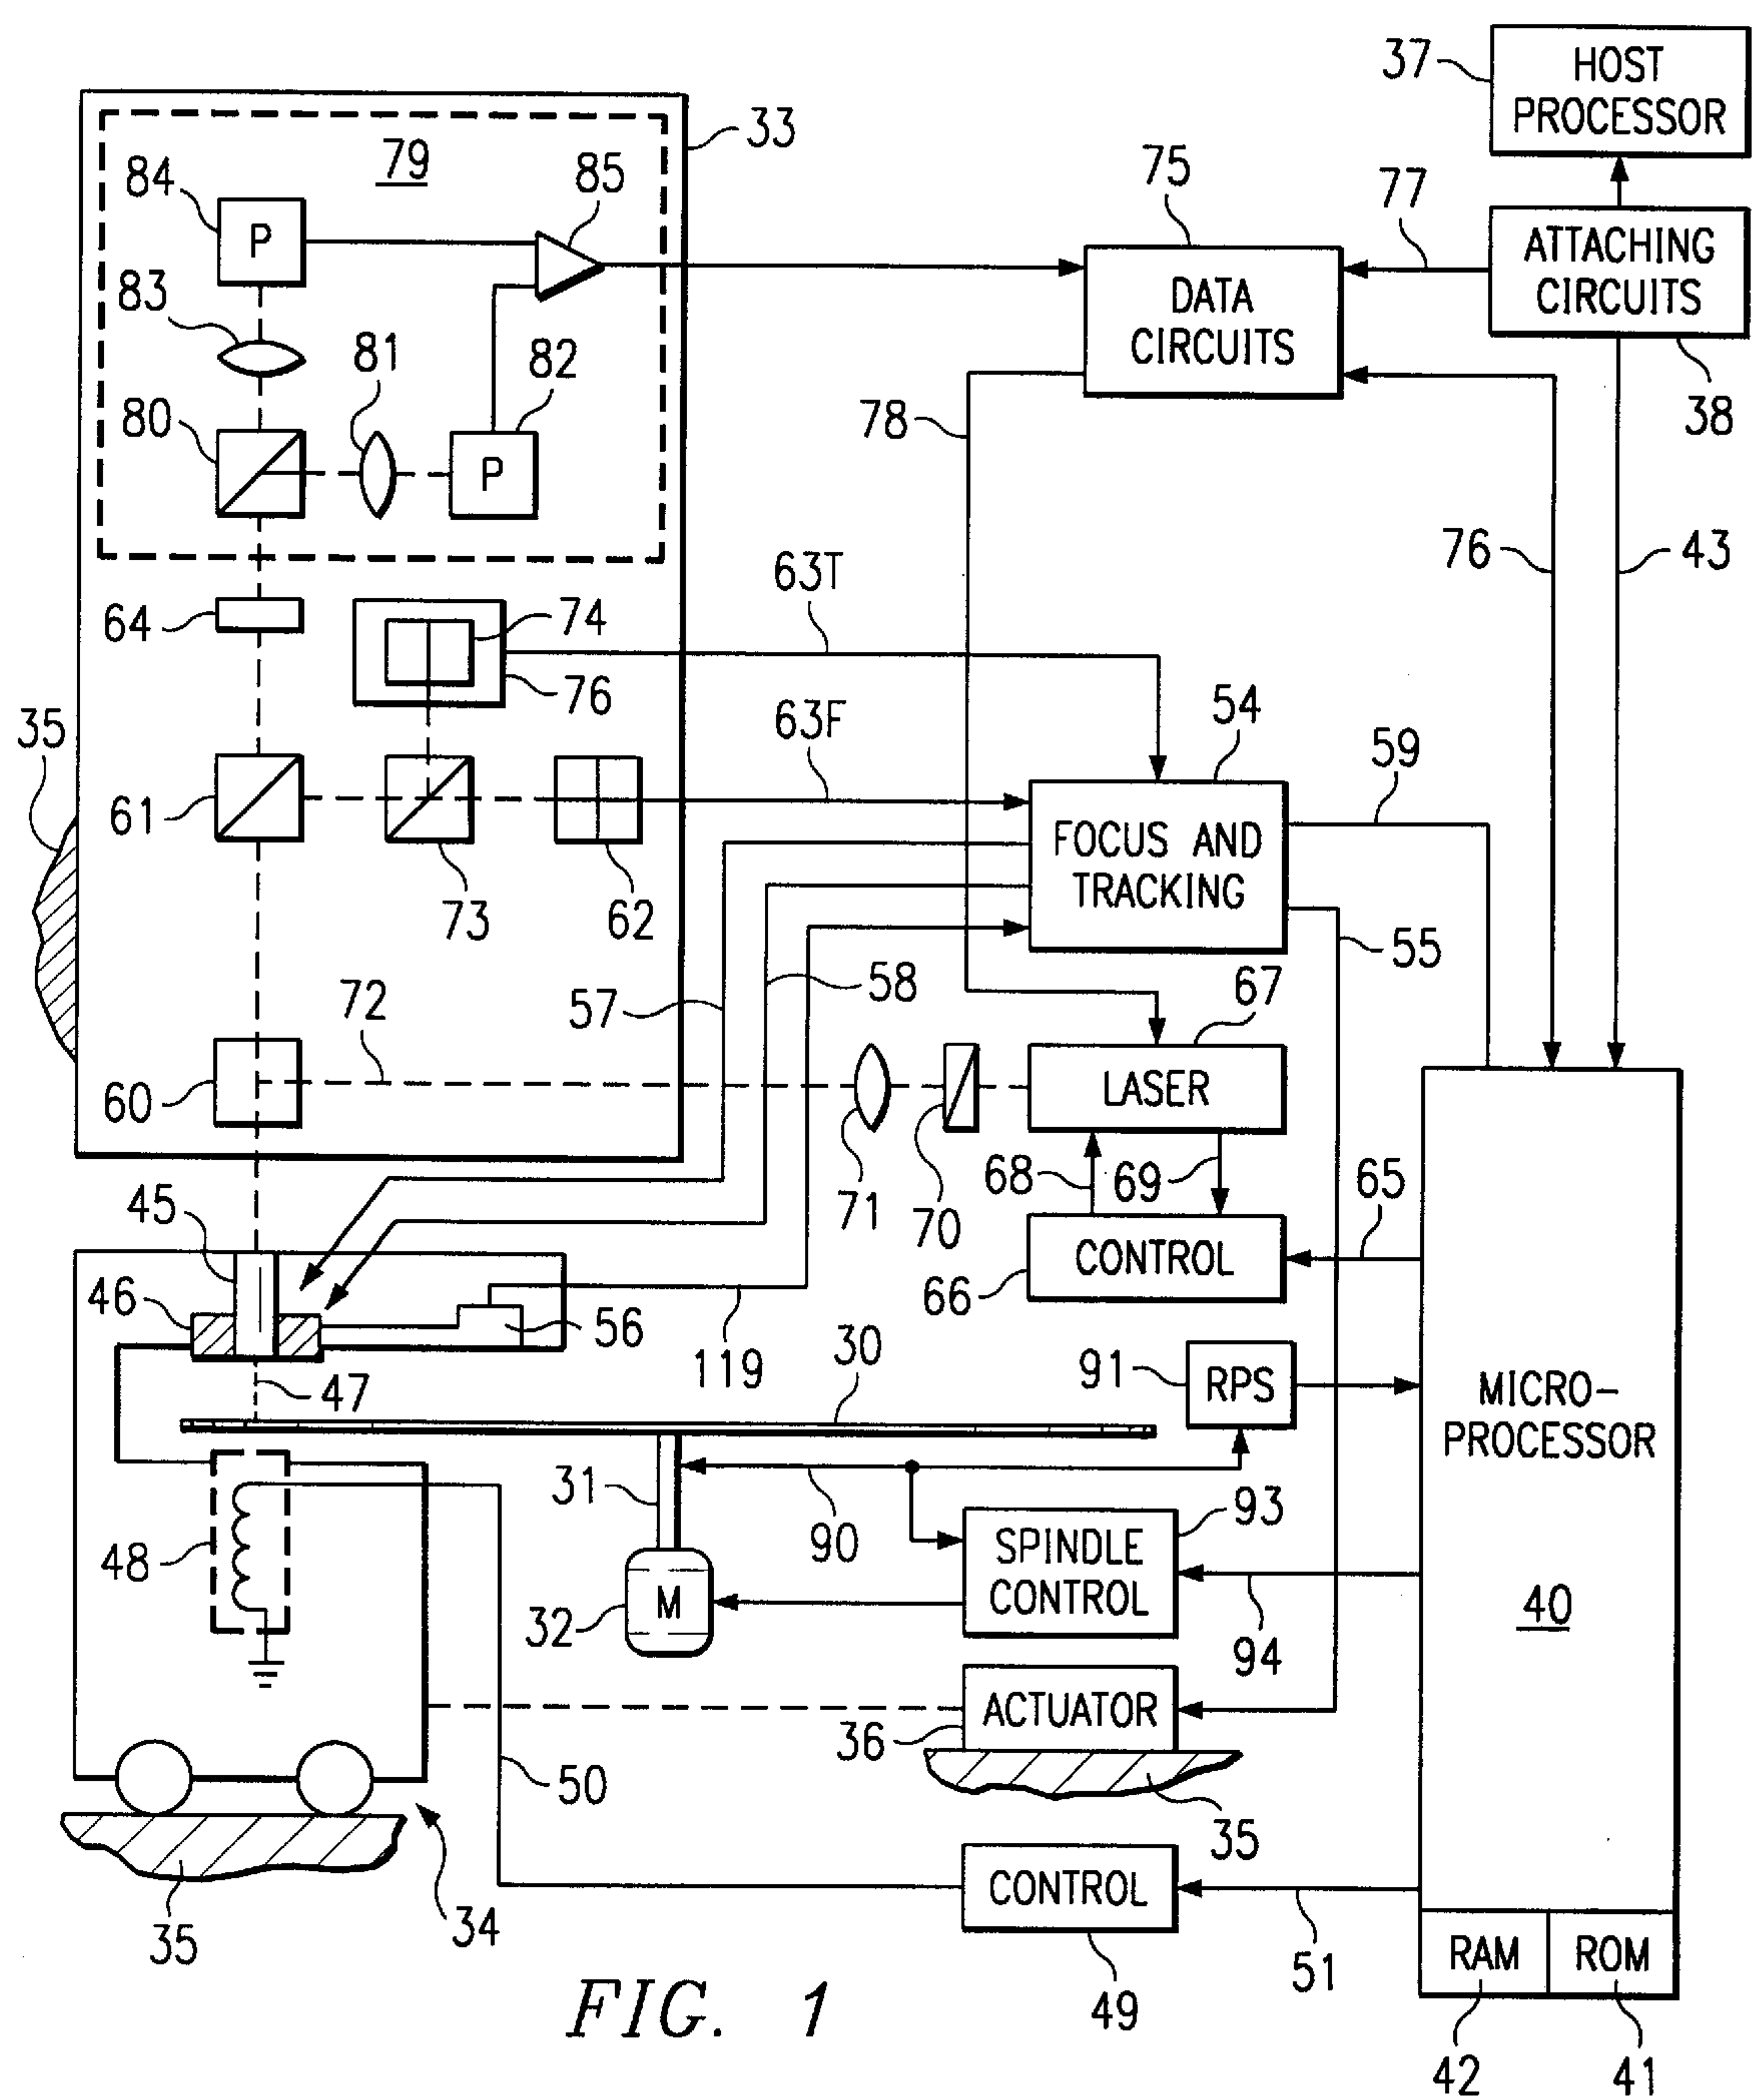 37
HOST
PROCESSOR
33
79
84
85
75
77
P
ATTACHING
CIRCUITS
83
DATA
CIRCUITS
81
82
80
78
38
P
76
43
63T
64
74
76
35
63F
54
59
61
FOCUS AND
TRACKING
73
62
55
72
57
58
67
60
LASER
71
70
68
69
65
45
CONTROL
46
66
56
119
30
91
RPS
47
MICRO-
PROCESSOR
31
90
93
48
SPINDLE
CONTROL
40
32
M
94
ACTUATOR
36
50
35
CONTROL
35
34
51
RAM
ROM
49
42
41
FIG. 1